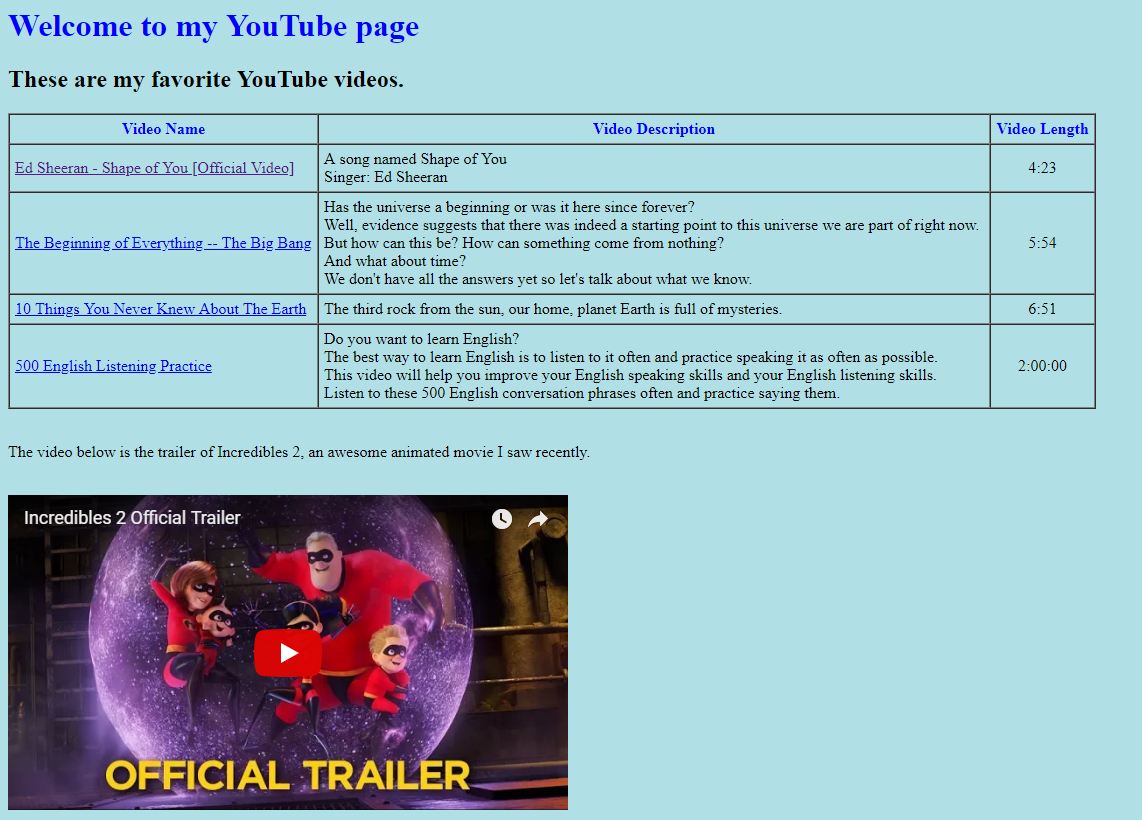 Welcome to my YouTube page
These are my favorite YouTube videos.
Video Name Video Description Video Length
Ed Sheeran - Shape of You [Official Video]
A song named Shape of You
Singer: Ed Sheeran
4:23
The Beginning of Everything -- The Big Bang
Has the universe a beginning or was it here since forever?
Well, evidence suggests that there was indeed a starting point to this universe we are part of right now.
But how can this be? How can something come from nothing?
And what about time?
We don't have all the answers yet so let's talk about what we know.
5:54
10 Things You Never Knew About The Earth
The third rock from the sun, our home, planet Earth is full of mysteries.
6:51
500 English Listening Practice
Do you want to learn English?
The best way to learn English is to listen to it often and practice speaking it as often as possible.
This video will help you improve your English speaking skills and your English listening skills.
Listen to these 500 English conversation phrases often and practice saying them.
2:00:00
The video below is the trailer of Incredibles 2, an awesome animated movie I saw recently.
Incredibles 2 Official Trailer
OFFICIAL TRAILER